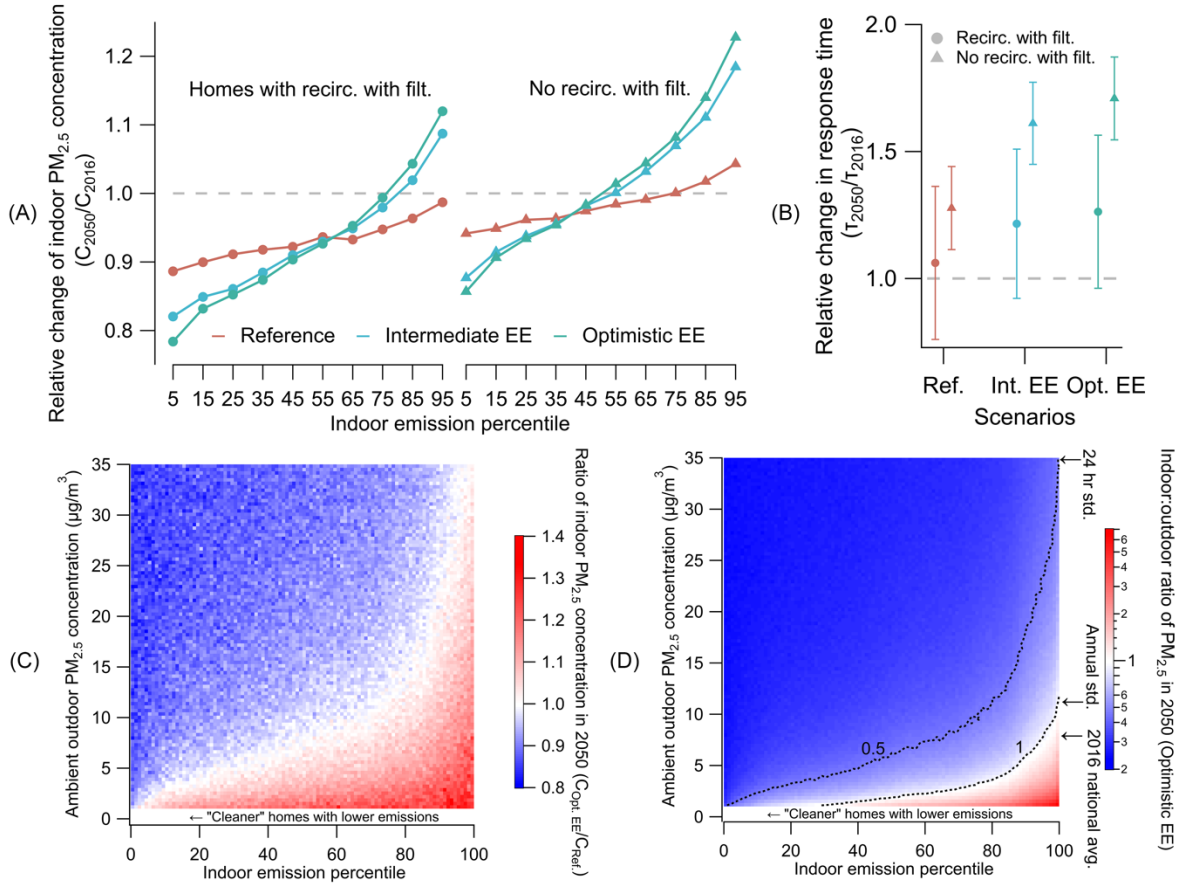 (A)
Relative change of indoor PM2.5 concentration
(C2050/C2016)
1.2
1.1
1.0
0.9
0.8
Homes with recirc. with filt.
No recirc. with filt.
Reference
Intermediate EE
Optimistic EE
5 15 25 35 45 55 65 75 85 95
5 15 25 35 45 55 65 75 85 95
Indoor emission percentile
(B)
Relative change in response time
(τ2050/τ2016)
2.0
1.5
1.0
Recirc. with filt.
No recirc. with filt.
Ref. Int. EE Opt. EE
Scenarios
(C)
Ambient outdoor PM2.5 concentration (μg/m3)
35
30
25
20
15
10
5
0
← "Cleaner" homes with lower emissions
0 20 40 60 80 100
Indoor emission percentile
1.4
1.3
1.2
1.1
1.0
0.9
0.8
Ratio of indoor PM2.5 concentration in 2050 (COpt. EE/CRef.)
(D)
Ambient outdoor PM2.5 concentration (μg/m3)
35
30
25
20
15
10
5
0
0.5
1
← "Cleaner" homes with lower emissions
0 20 40 60 80 100
Indoor emission percentile
← 24 hr std.
← Annual std.
← 2016 national avg.
6
5
4
3
2
1
6
5
4
3
2
Indoor:outdoor ratio of PM2.5 in 2050 (Optimistic EE)